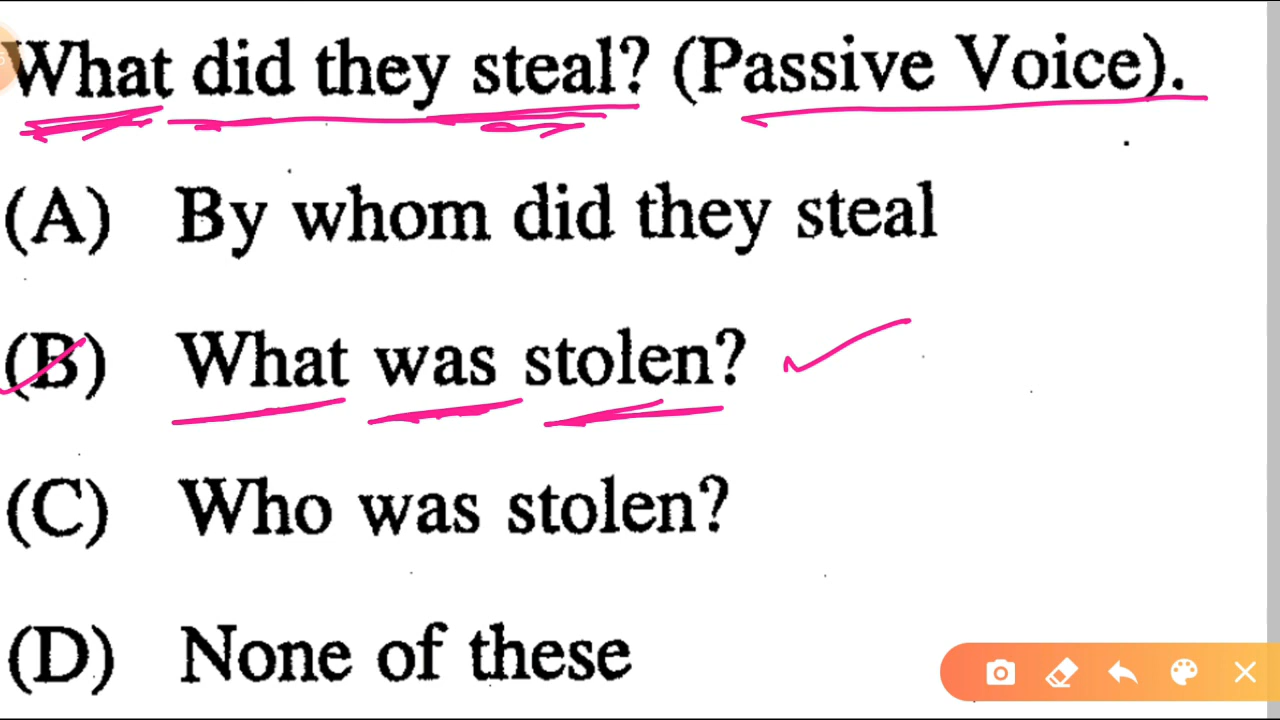 What did they steal? (Passive Voice).
(A) By whom did they steal
(B) What was stolen?
(C) Who was stolen?
(D) None of these